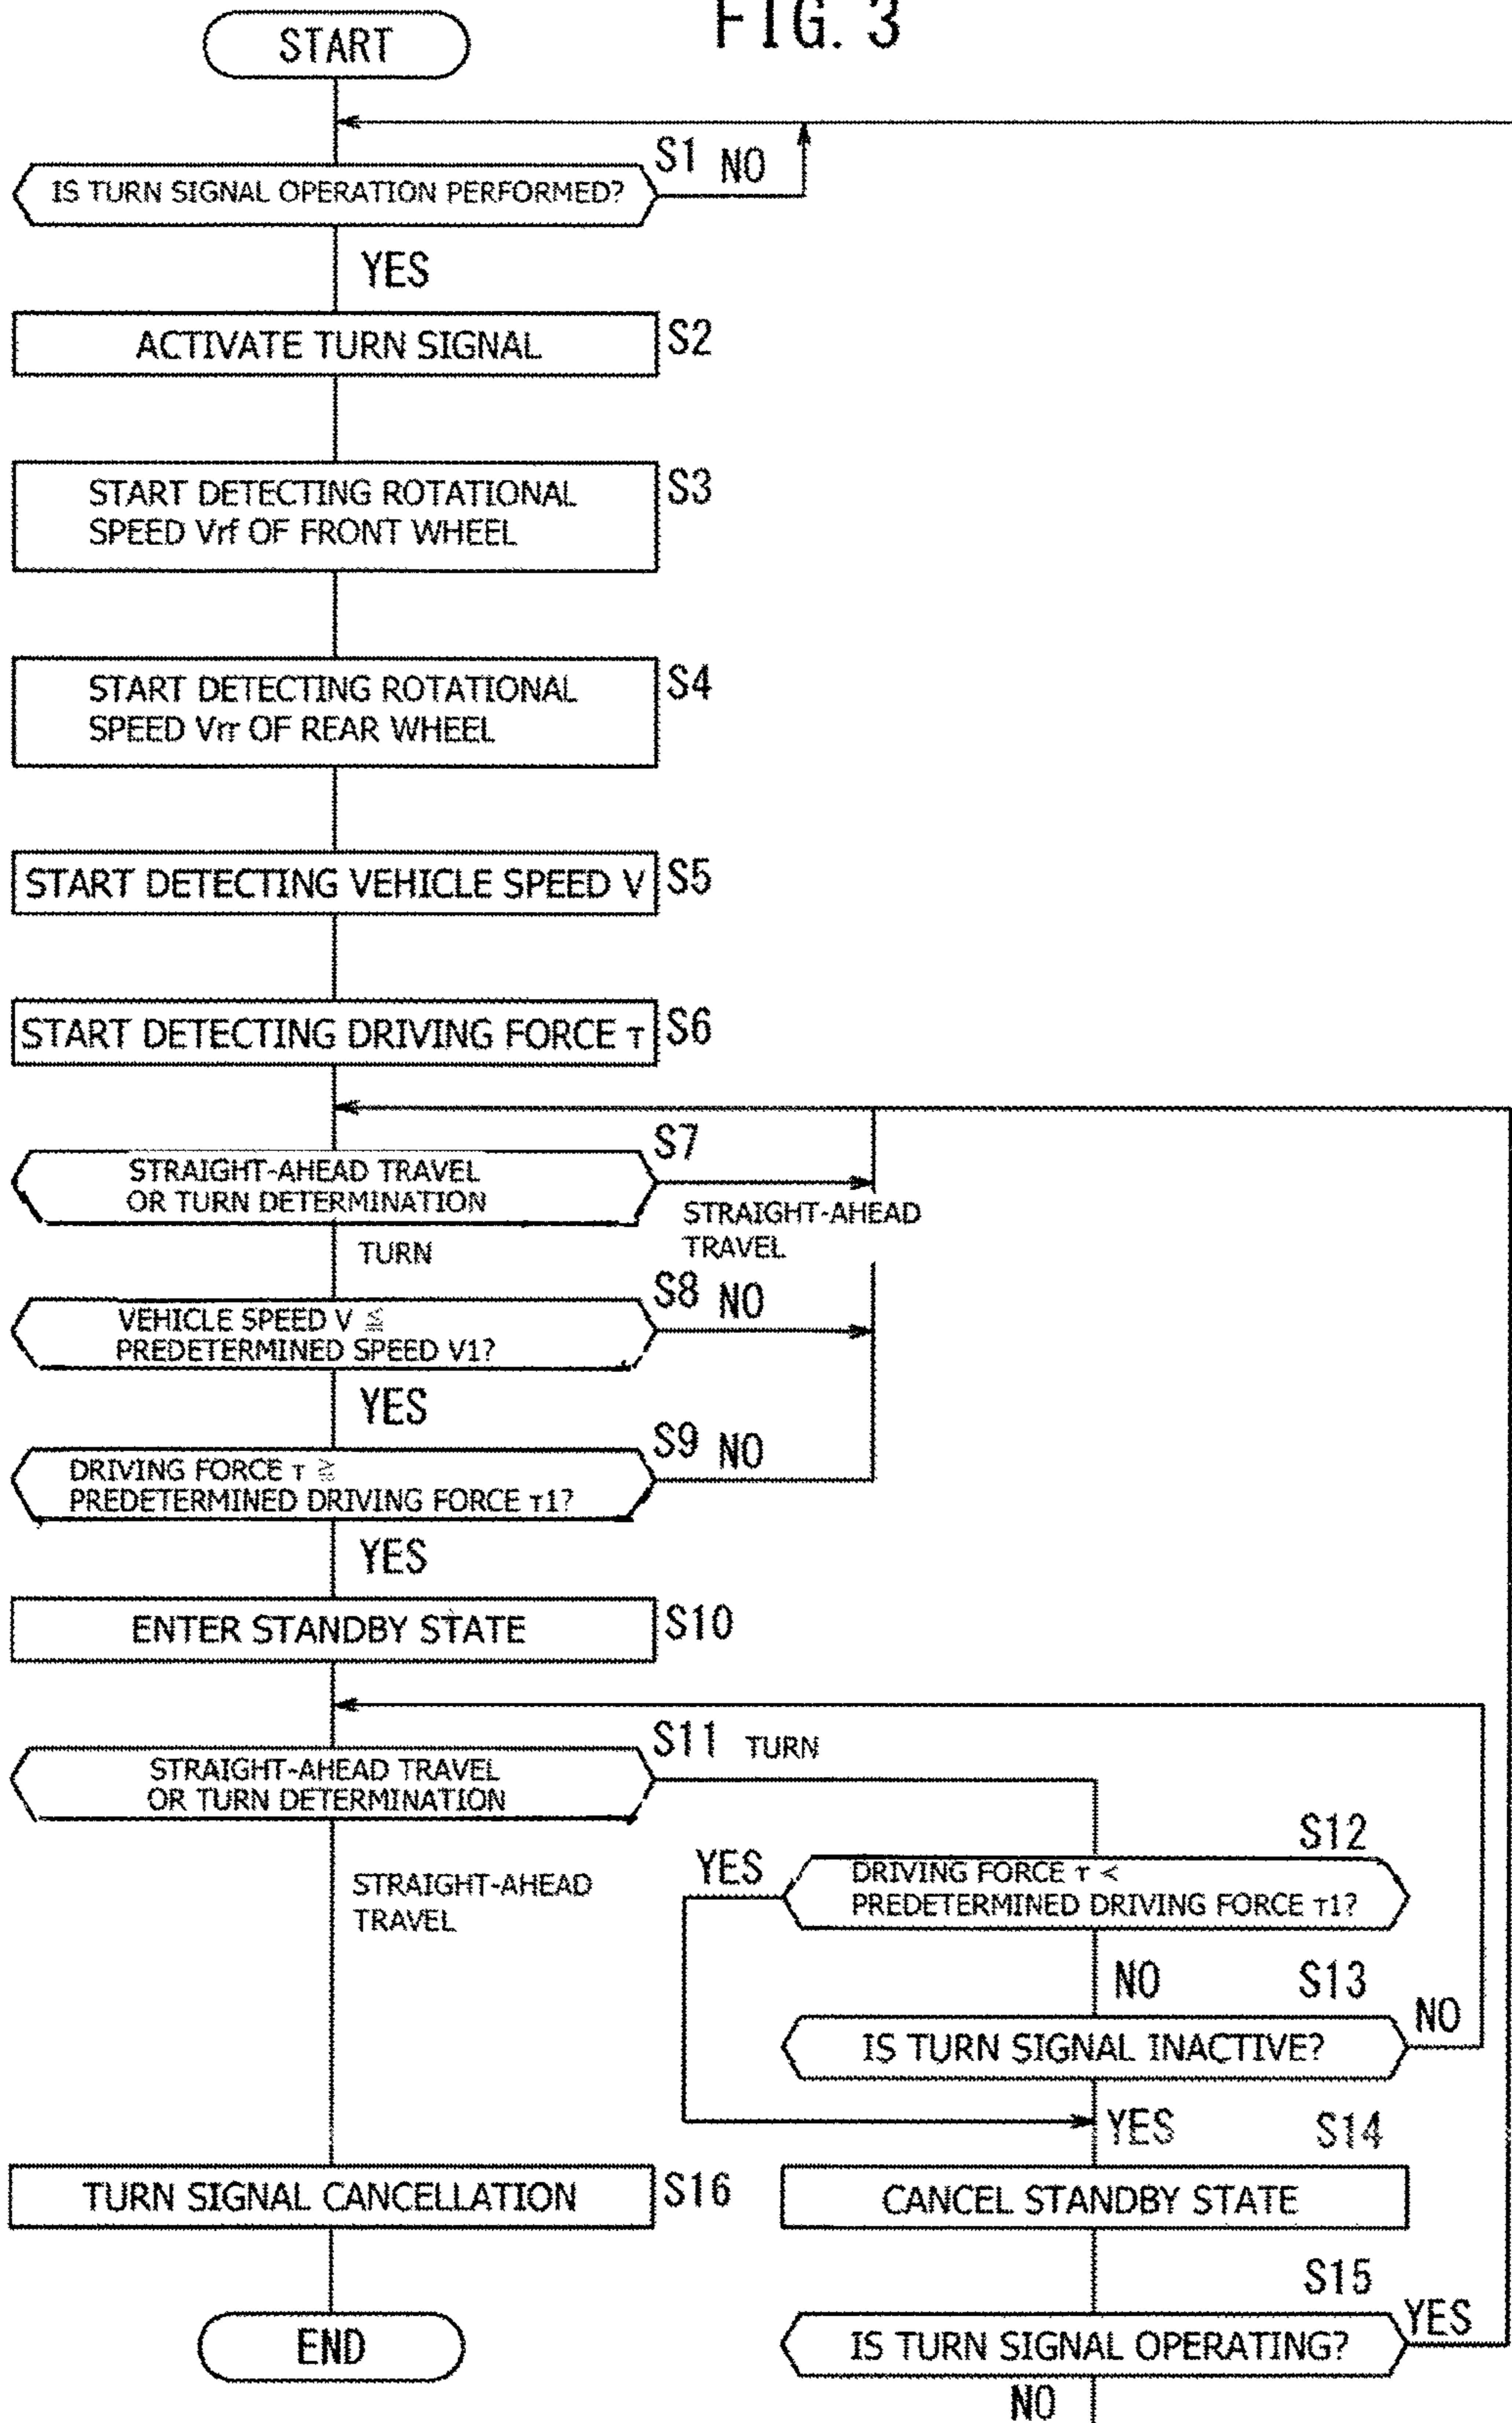 FIG. 3
START
S1 NO
IS TURN SIGNAL OPERATION PERFORMED?
YES
ACTIVATE TURN SIGNAL
S2
START DETECTING ROTATIONAL
SPEED Vrf OF FRONT WHEEL
S3
START DETECTING ROTATIONAL
SPEED Vrr OF REAR WHEEL
S4
START DETECTING VEHICLE SPEED V
S5
START DETECTING DRIVING FORCE τ
S6
S7
STRAIGHT-AHEAD TRAVEL
OR TURN DETERMINATION
STRAIGHT-AHEAD
TRAVEL
TURN
S8 NO
VEHICLE SPEED V ≦
PREDETERMINED SPEED V1?
YES
S9 NO
DRIVING FORCE τ ≧
PREDETERMINED DRIVING FORCE τ1?
YES
ENTER STANDBY STATE
S10
S11 TURN
STRAIGHT-AHEAD TRAVEL
OR TURN DETERMINATION
STRAIGHT-AHEAD
TRAVEL
S12
YES
DRIVING FORCE τ <
PREDETERMINED DRIVING FORCE τ1?
NO
S13
NO
IS TURN SIGNAL INACTIVE?
YES
S14
TURN SIGNAL CANCELLATION
S16
CANCEL STANDBY STATE
S15
YES
END
IS TURN SIGNAL OPERATING?
NO